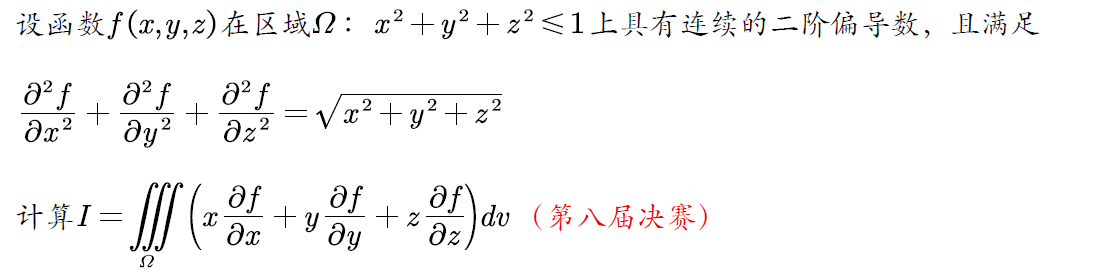 设函数f(x,y,z)在区域Ω： x²+y²+z²≤1上具有连续的二阶偏导数，且满足
∂²f/∂x² + ∂²f/∂y² + ∂²f/∂z² = √(x²+y²+z²)
计算I=∭_Ω (x ∂f/∂x + y ∂f/∂y + z ∂f/∂z)dv（第八届决赛）